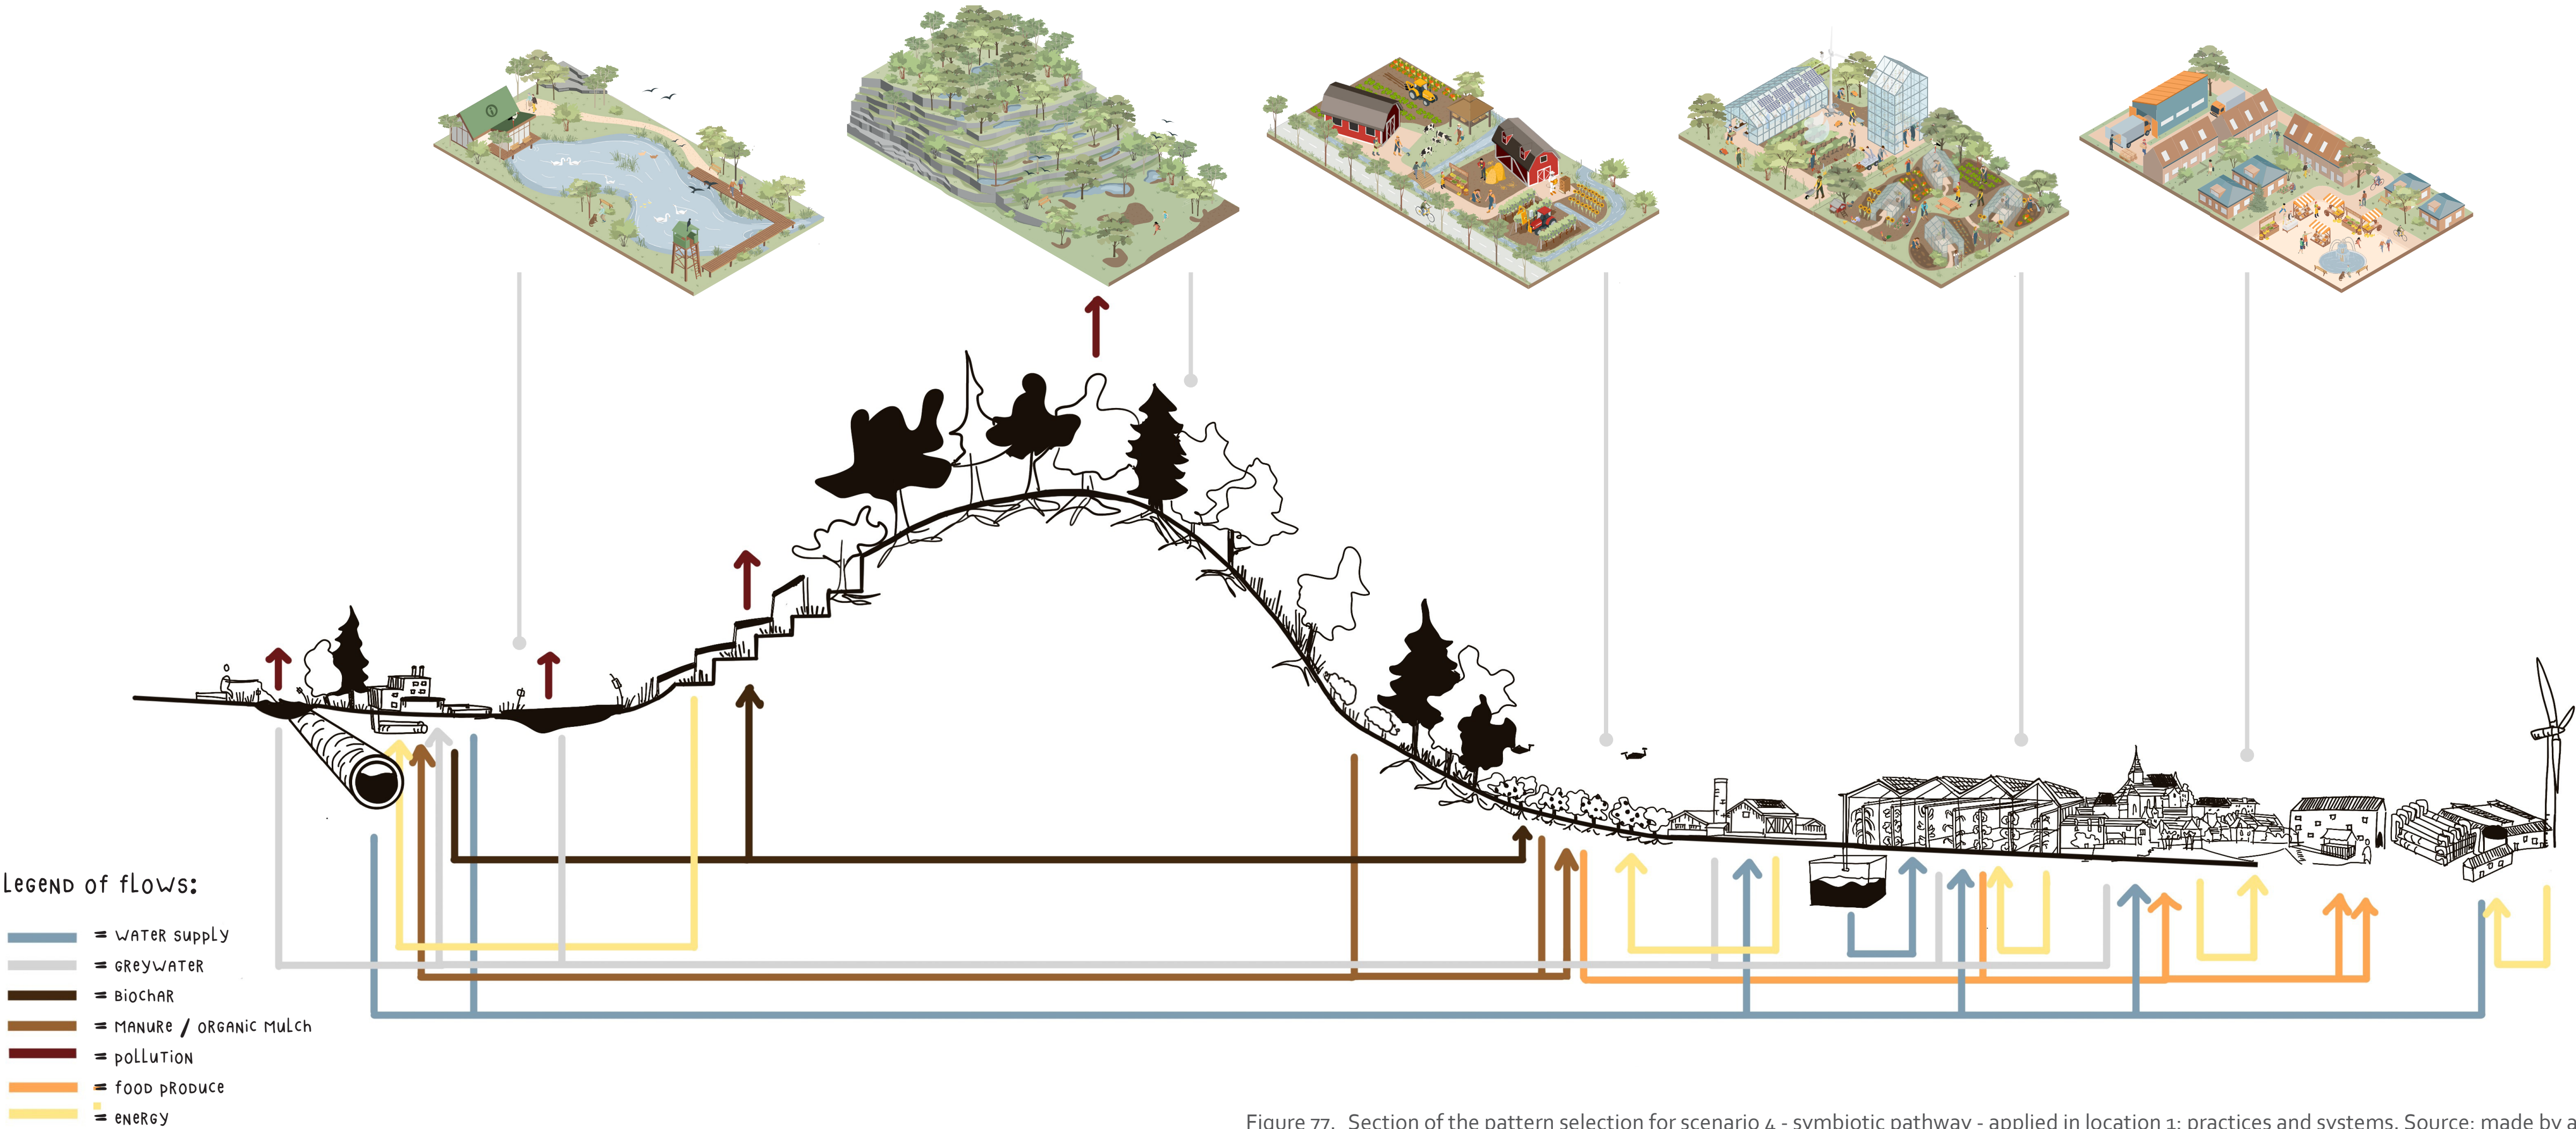 LEGEND of flows:
= WATER supply
= GREYWATER
= BiochAR
= MANURE / ORGANIC MULCH
= pollution
= fOOD pRODUCE
= ENERGY
Figure 77. Section of the pattern selection for scenario 4 - symbiotic pathway - applied in location 1: practices and systems. Source: made by a